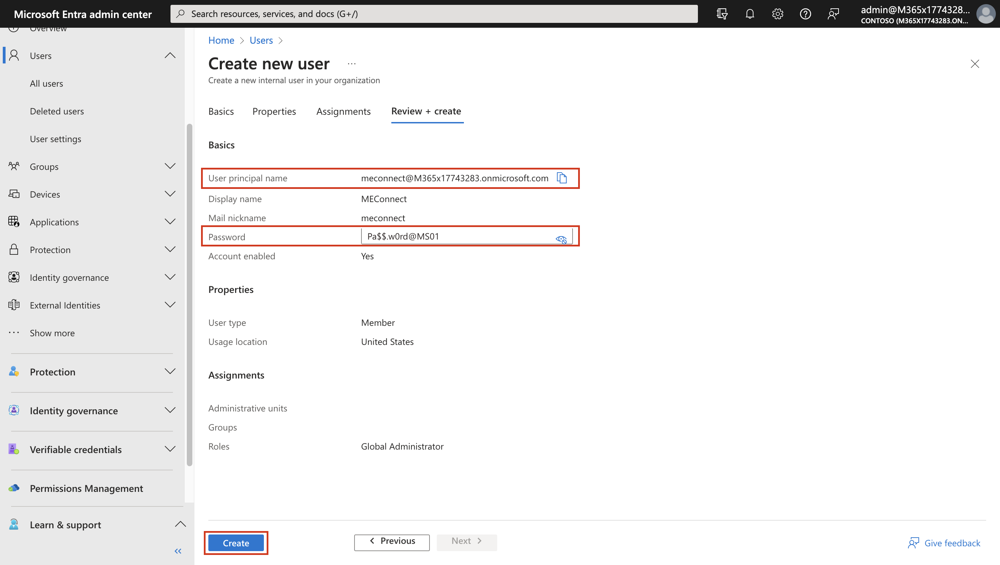 Microsoft Entra admin center
Search resources, services, and docs (G+/)
admin@M365x1774328...
CONTOSO (M365X17743283.ON...
Overview
Users
All users
Deleted users
User settings
Groups
Devices
Applications
Protection
Identity governance
External Identities
Show more
Protection
Identity governance
Verifiable credentials
Permissions Management
Learn & support
Home > Users >
Create new user ...
Create a new internal user in your organization
Basics Properties Assignments Review + create
Basics
User principal name meconnect@M365x17743283.onmicrosoft.com
Display name MEConnect
Mail nickname meconnect
Password Pa$$.w0rd@MS01
Account enabled Yes
Properties
User type Member
Usage location United States
Assignments
Administrative units
Groups
Roles Global Administrator
Create < Previous Next > Give feedback